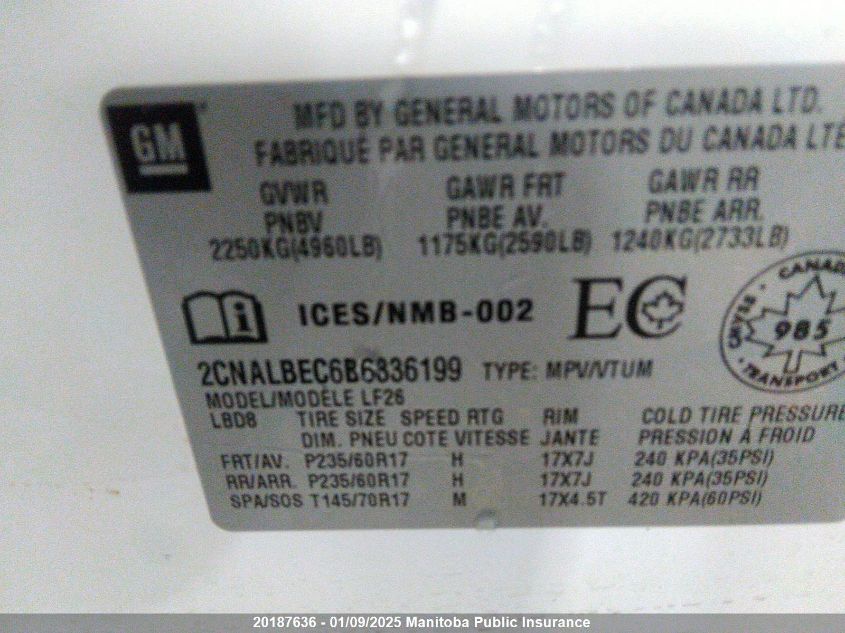 GM
MFD BY GENERAL MOTORS OF CANADA LTD.
FABRIQUÉ PAR GENERAL MOTORS DU CANADA LTÉE
GVWR GAWR FRT GAWR RR
PNBV PNBE AV. PNBE ARR.
2250KG(4960LB) 1175KG(2590LB) 1240KG(2733LB)
i ICES/NMB-002 EC
CANADA
CMVSS
985
TRANSPORT
2CNALBEC6B6336199 TYPE: MPV/VTUM
MODEL/MODÈLE LF26
LBD8 TIRE SIZE SPEED RTG RIM COLD TIRE PRESSURE
DIM. PNEU COTE VITESSE JANTE PRESSION À FROID
FRT/AV. P235/60R17 H 17X7J 240 KPA(35PSI)
RR/ARR. P235/60R17 H 17X7J 240 KPA(35PSI)
SPA/SOS T145/70R17 M 17X4.5T 420 KPA(60PSI)
20187636 - 01/09/2025 Manitoba Public Insurance